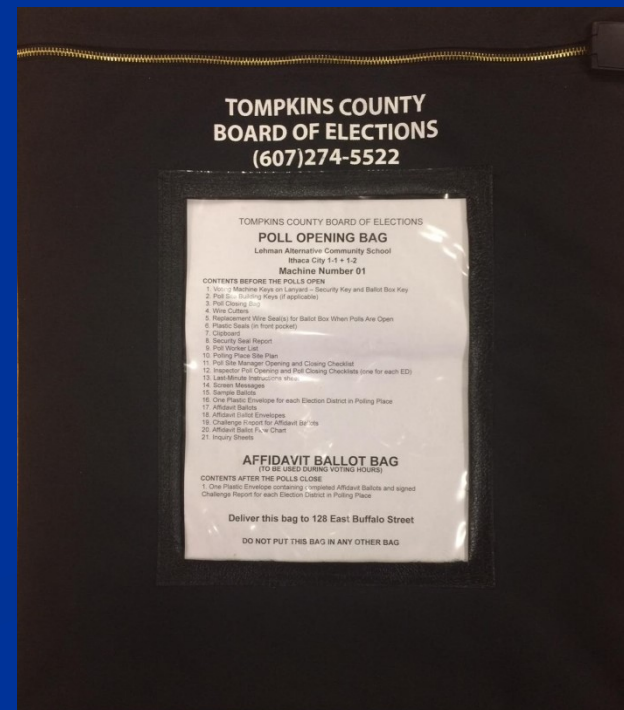 TOMPKINS COUNTY
BOARD OF ELECTIONS
(607)274-5522
TOMPKINS COUNTY BOARD OF ELECTIONS
POLL OPENING BAG
Lehman Alternative Community School
Ithaca City 1-1 + 1-2
Machine Number 01
CONTENTS BEFORE THE POLLS OPEN
1. Voting Machine Keys on Lanyard – Security Key and Ballot Box Key
2. Poll Site Building Keys (if applicable)
3. Poll Closing Bag
4. Wire Cutters
5. Replacement Wire Seal(s) for Ballot Box When Polls Are Open
6. Plastic Seals (in front pocket)
7. Clipboard
8. Security Seal Report
9. Poll Worker List
10. Polling Place Site Plan
11. Poll Site Manager Opening and Closing Checklist
12. Inspector Poll Opening and Poll Closing Checklists (one for each ED)
13. Last-Minute Instructions sheet
14. Screen Messages
15. Sample Ballots
16. One Plastic Envelope for each Election District in Polling Place
17. Affidavit Ballots
18. Affidavit Ballot Envelopes
19. Challenge Report for Affidavit Ballots
20. Affidavit Ballot Flow Chart
21. Inquiry Sheets
AFFIDAVIT BALLOT BAG
(TO BE USED DURING VOTING HOURS)
CONTENTS AFTER THE POLLS CLOSE
1. One Plastic Envelope containing completed Affidavit Ballots and signed
Challenge Report for each Election District in Polling Place
Deliver this bag to 128 East Buffalo Street
DO NOT PUT THIS BAG IN ANY OTHER BAG